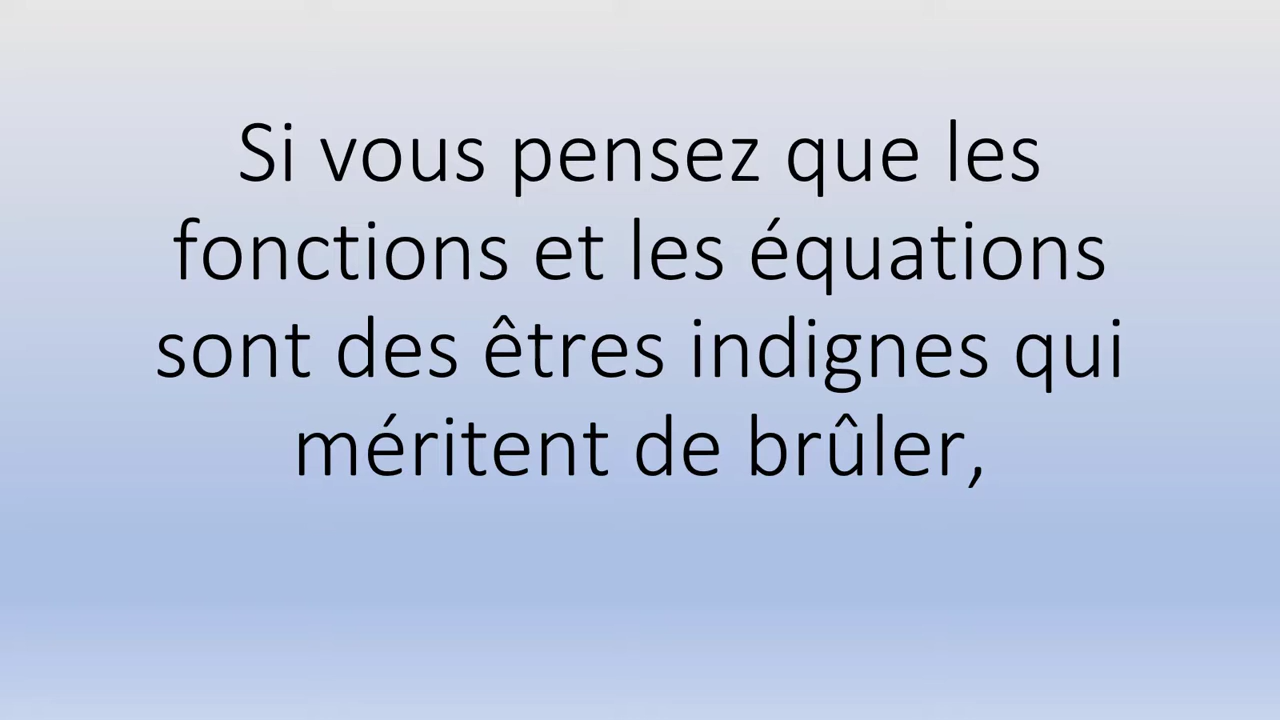 Si vous pensez que les
fonctions et les équations
sont des êtres indignes qui
méritent de brûler,